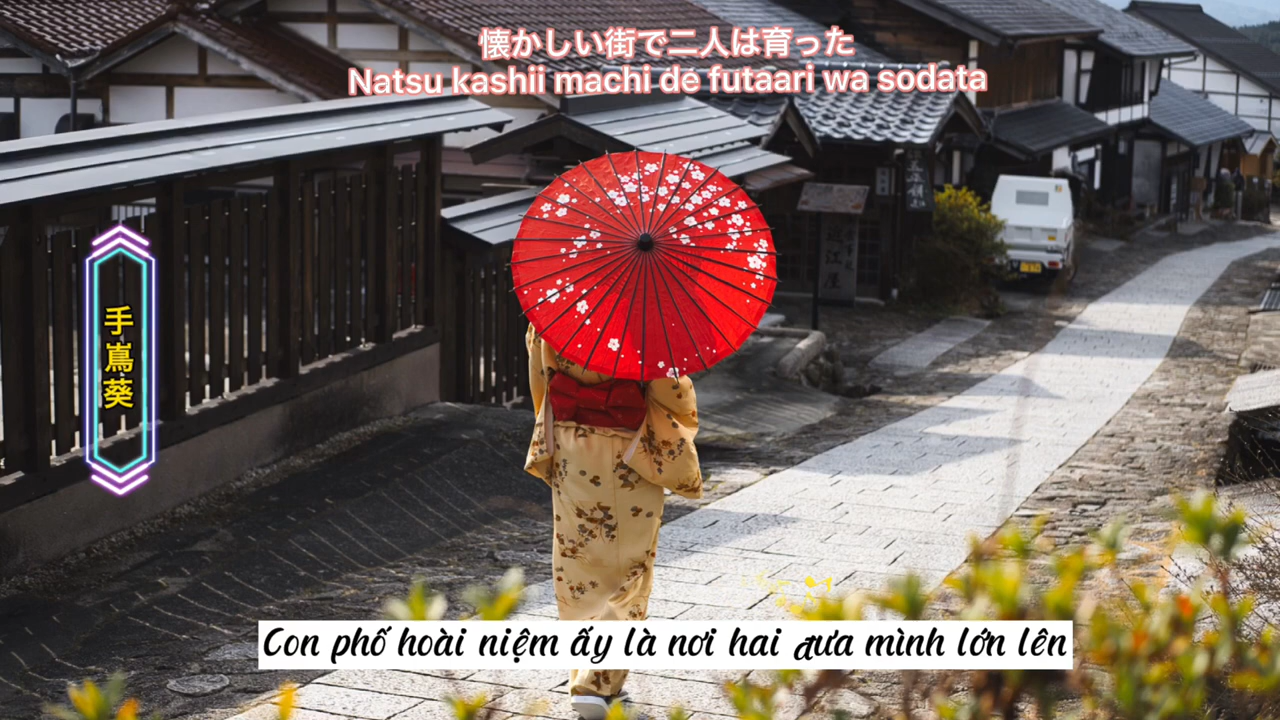 懐かしい街で二人は育った
Natsu kashii machi de futaari wa sodata
手嶌葵
Con phố hoài niệm ấy là nơi hai đưa mình lớn lên